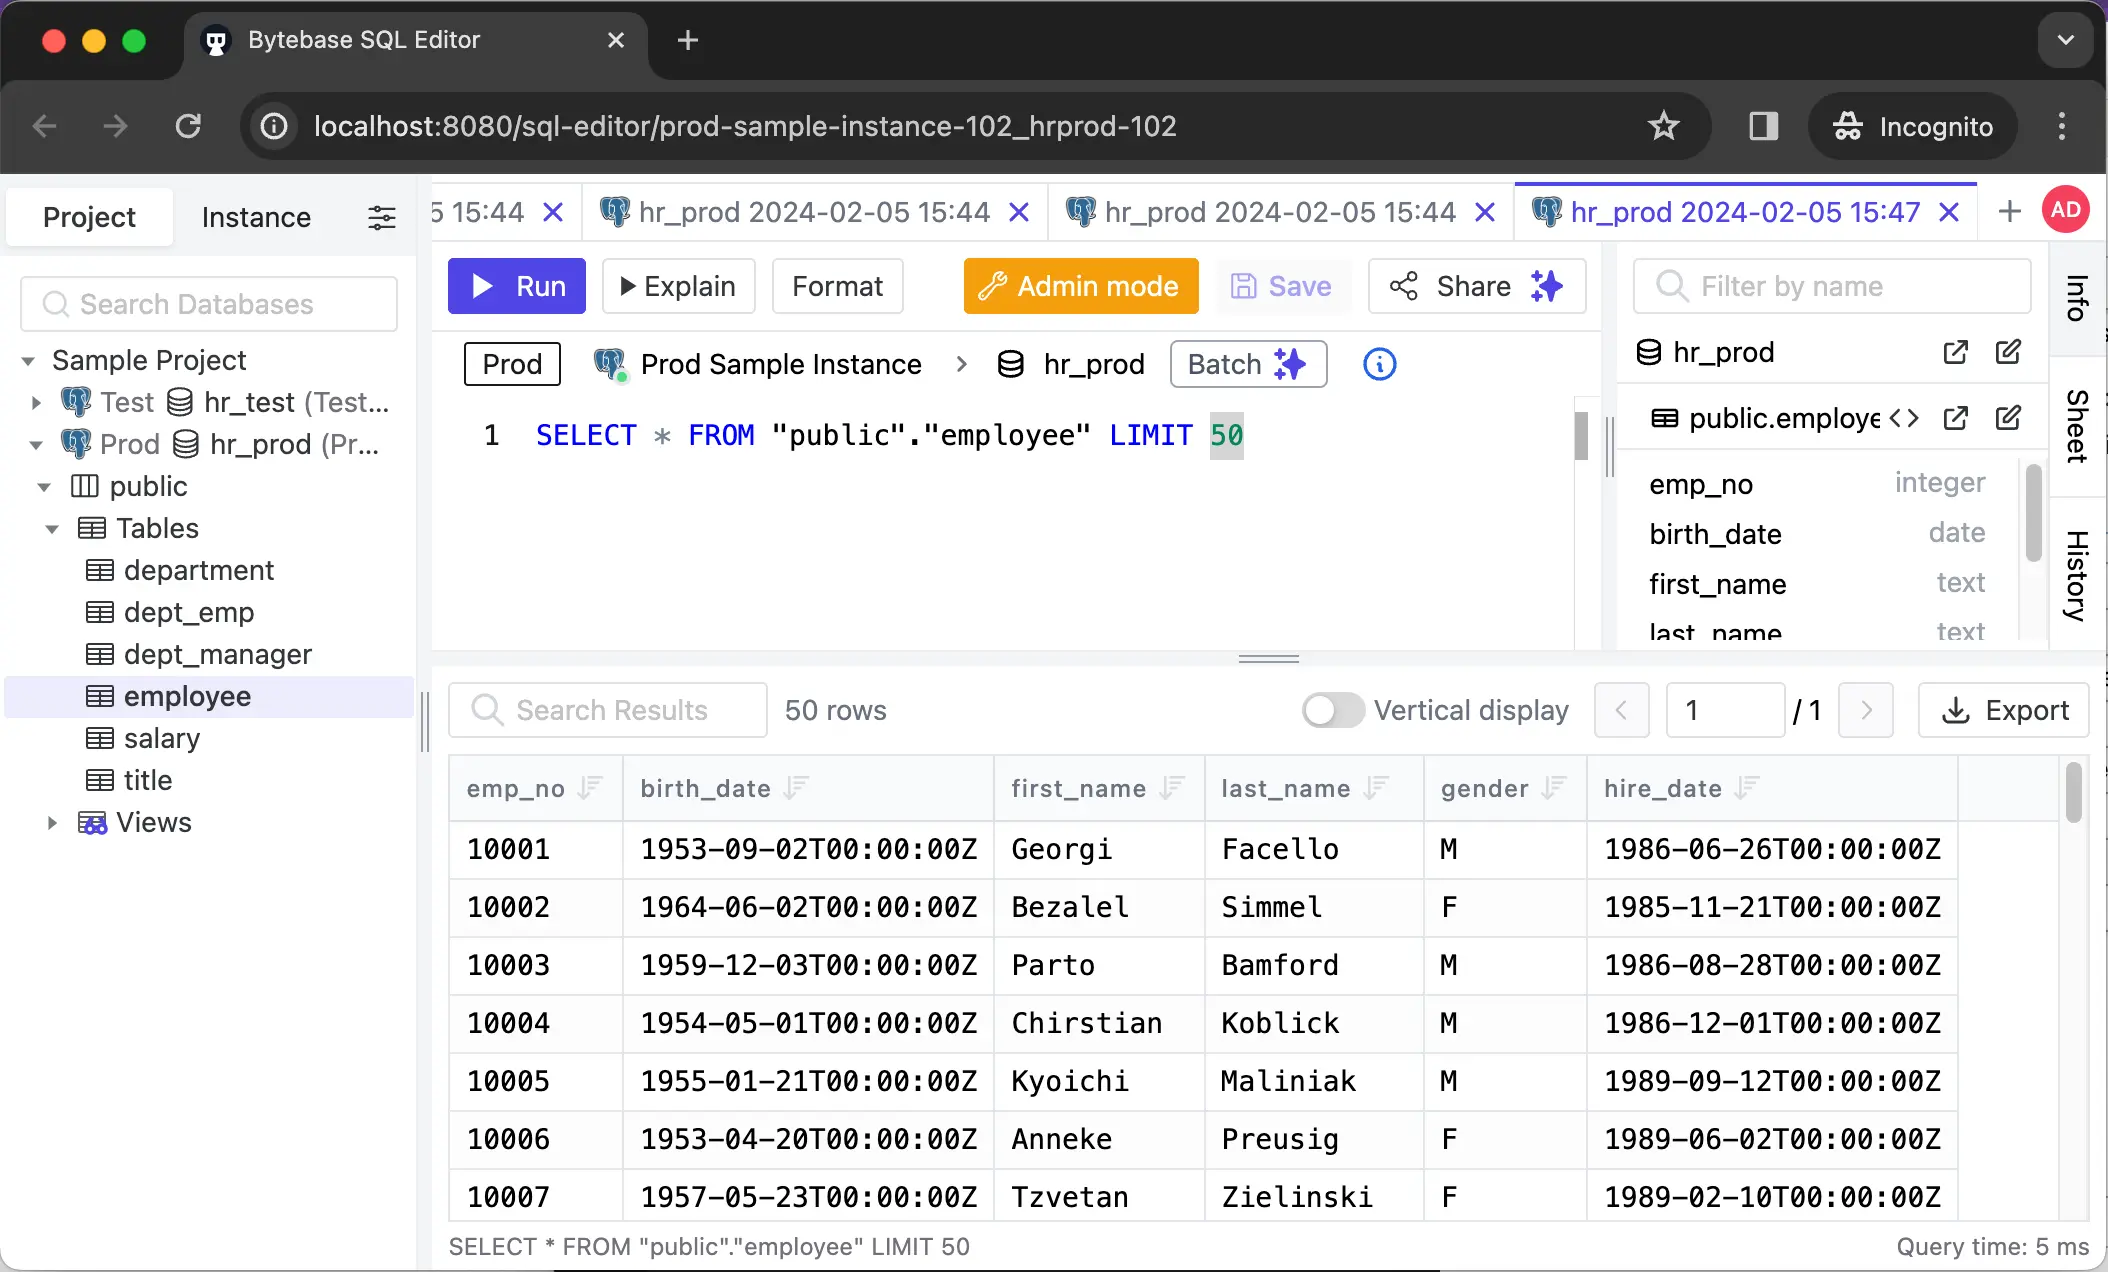 Bytebase SQL Editor
localhost:8080/sql-editor/prod-sample-instance-102_hrprod-102
Incognito
Project Instance
5 15:44
hr_prod 2024-02-05 15:44
hr_prod 2024-02-05 15:44
hr_prod 2024-02-05 15:47
AD
Search Databases
Sample Project
Test hr_test (Test...
Prod hr_prod (Pr...
public
Tables
department
dept_emp
dept_manager
employee
salary
title
Views
Run Explain Format Admin mode Save Share
Prod Prod Sample Instance > hr_prod Batch
1 SELECT * FROM "public"."employee" LIMIT 50
Filter by name
hr_prod
public.employe
emp_no integer
birth_date date
first_name text
last_name text
Info
Sheet
History
Search Results 50 rows Vertical display 1 / 1 Export
emp_no birth_date first_name last_name gender hire_date
10001 1953-09-02T00:00:00Z Georgi Facello M 1986-06-26T00:00:00Z
10002 1964-06-02T00:00:00Z Bezalel Simmel F 1985-11-21T00:00:00Z
10003 1959-12-03T00:00:00Z Parto Bamford M 1986-08-28T00:00:00Z
10004 1954-05-01T00:00:00Z Chirstian Koblick M 1986-12-01T00:00:00Z
10005 1955-01-21T00:00:00Z Kyoichi Maliniak M 1989-09-12T00:00:00Z
10006 1953-04-20T00:00:00Z Anneke Preusig F 1989-06-02T00:00:00Z
10007 1957-05-23T00:00:00Z Tzvetan Zielinski F 1989-02-10T00:00:00Z
SELECT * FROM "public"."employee" LIMIT 50
Query time: 5 ms